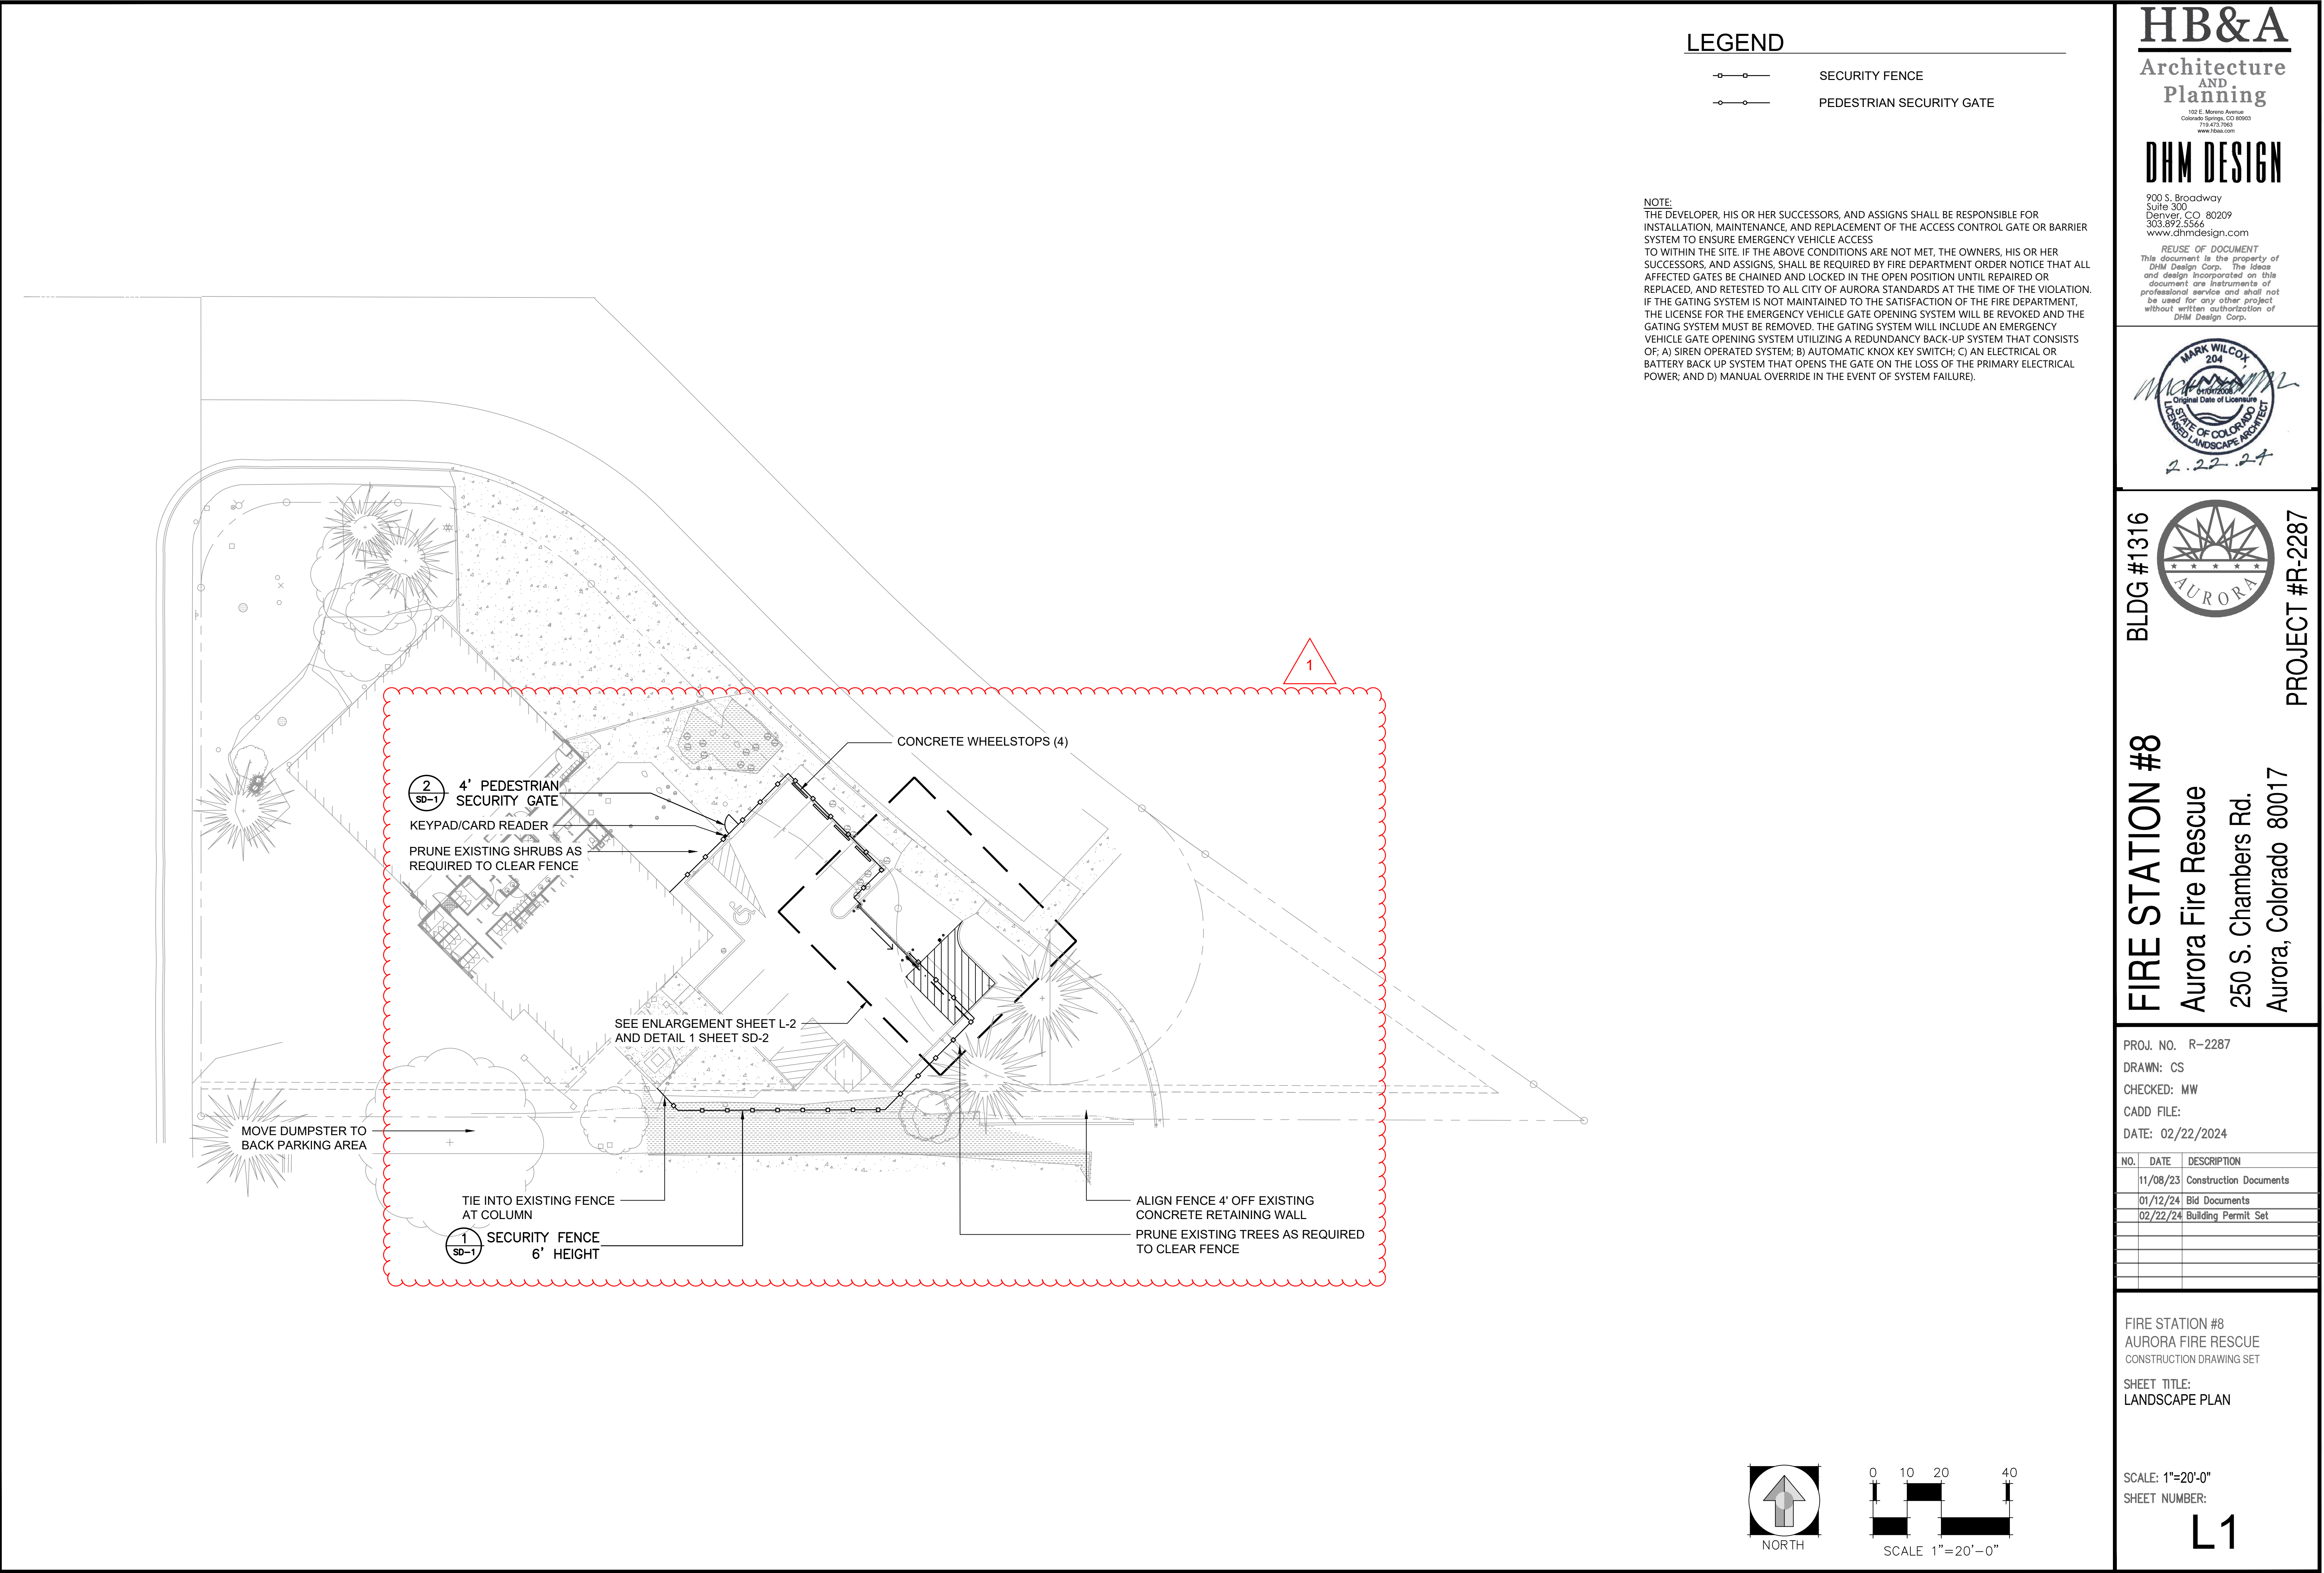 LEGEND
SECURITY FENCE
PEDESTRIAN SECURITY GATE
NOTE:
THE DEVELOPER, HIS OR HER SUCCESSORS, AND ASSIGNS SHALL BE RESPONSIBLE FOR
INSTALLATION, MAINTENANCE, AND REPLACEMENT OF THE ACCESS CONTROL GATE OR BARRIER
SYSTEM TO ENSURE EMERGENCY VEHICLE ACCESS
TO WITHIN THE SITE. IF THE ABOVE CONDITIONS ARE NOT MET, THE OWNERS, HIS OR HER
SUCCESSORS, AND ASSIGNS, SHALL BE REQUIRED BY FIRE DEPARTMENT ORDER NOTICE THAT ALL
AFFECTED GATES BE CHAINED AND LOCKED IN THE OPEN POSITION UNTIL REPAIRED OR
REPLACED, AND RETESTED TO ALL CITY OF AURORA STANDARDS AT THE TIME OF THE VIOLATION.
IF THE GATING SYSTEM IS NOT MAINTAINED TO THE SATISFACTION OF THE FIRE DEPARTMENT,
THE LICENSE FOR THE EMERGENCY VEHICLE GATE OPENING SYSTEM WILL BE REVOKED AND THE
GATING SYSTEM MUST BE REMOVED. THE GATING SYSTEM WILL INCLUDE AN EMERGENCY
VEHICLE GATE OPENING SYSTEM UTILIZING A REDUNDANCY BACK-UP SYSTEM THAT CONSISTS
OF; A) SIREN OPERATED SYSTEM; B) AUTOMATIC KNOX KEY SWITCH; C) AN ELECTRICAL OR
BATTERY BACK UP SYSTEM THAT OPENS THE GATE ON THE LOSS OF THE PRIMARY ELECTRICAL
POWER; AND D) MANUAL OVERRIDE IN THE EVENT OF SYSTEM FAILURE).
1
CONCRETE WHEELSTOPS (4)
2
SD-1
4' PEDESTRIAN
SECURITY GATE
KEYPAD/CARD READER
PRUNE EXISTING SHRUBS AS
REQUIRED TO CLEAR FENCE
SEE ENLARGEMENT SHEET L-2
AND DETAIL 1 SHEET SD-2
MOVE DUMPSTER TO
BACK PARKING AREA
TIE INTO EXISTING FENCE
AT COLUMN
1
SD-1
SECURITY FENCE
6' HEIGHT
ALIGN FENCE 4' OFF EXISTING
CONCRETE RETAINING WALL
PRUNE EXISTING TREES AS REQUIRED
TO CLEAR FENCE
NORTH
0 10 20 40
SCALE 1"=20'-0"
HB&A
Architecture
AND
Planning
102 E. Moreno Avenue
Colorado Springs, CO 80903
719.473.7063
www.hbaa.com
DHM DESIGN
900 S. Broadway
Suite 300
Denver, CO 80209
303.892.5566
www.dhmdesign.com
REUSE OF DOCUMENT
This document is the property of
DHM Design Corp. The ideas
and design incorporated on this
document are instruments of
professional service and shall not
be used for any other project
without written authorization of
DHM Design Corp.
MARK WILCOX
204
01/01/2008
Original Date of Licensure
STATE OF COLORADO
LICENSED LANDSCAPE ARCHITECT
2.22.24
BLDG #1316
AURORA
PROJECT #R-2287
FIRE STATION #8
Aurora Fire Rescue
250 S. Chambers Rd.
Aurora, Colorado 80017
PROJ. NO. R-2287
DRAWN: CS
CHECKED: MW
CADD FILE:
DATE: 02/22/2024
NO. DATE DESCRIPTION
11/08/23 Construction Documents
01/12/24 Bid Documents
02/22/24 Building Permit Set
FIRE STATION #8
AURORA FIRE RESCUE
CONSTRUCTION DRAWING SET
SHEET TITLE:
LANDSCAPE PLAN
SCALE: 1"=20'-0"
SHEET NUMBER:
L1